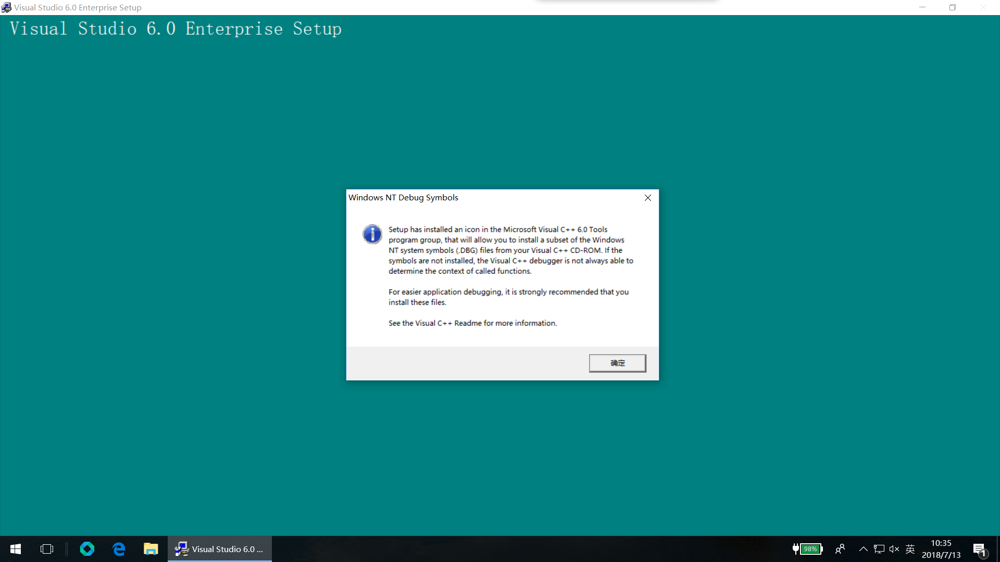 Visual Studio 6.0 Enterprise Setup
Visual Studio 6.0 Enterprise Setup
Windows NT Debug Symbols
Setup has installed an icon in the Microsoft Visual C++ 6.0 Tools
program group, that will allow you to install a subset of the Windows
NT system symbols (.DBG) files from your Visual C++ CD-ROM. If the
symbols are not installed, the Visual C++ debugger is not always able to
determine the context of called functions.
For easier application debugging, it is strongly recommended that you
install these files.
See the Visual C++ Readme for more information.
确定
Visual Studio 6.0 ...
98%
英
10:35
2018/7/13
1